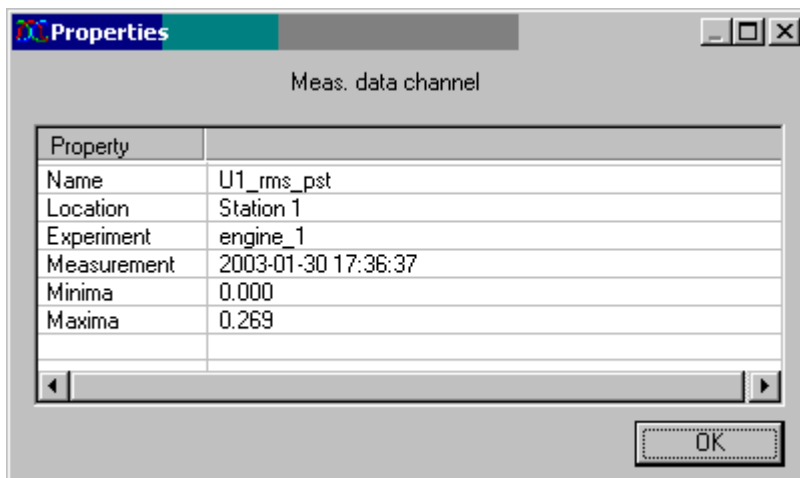 Properties
Meas. data channel
Property
Name U1_rms_pst
Location Station 1
Experiment engine_1
Measurement 2003-01-30 17:36:37
Minima 0.000
Maxima 0.269
OK